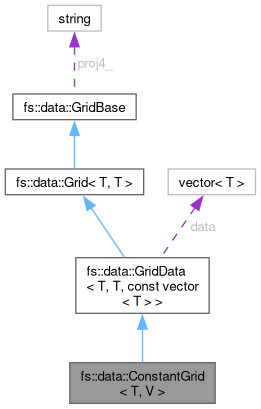 string
proj4_
fs::data::GridBase
fs::data::Grid< T, T >
vector< T >
data
fs::data::GridData
< T, T, const vector
< T > >
fs::data::ConstantGrid
< T, V >